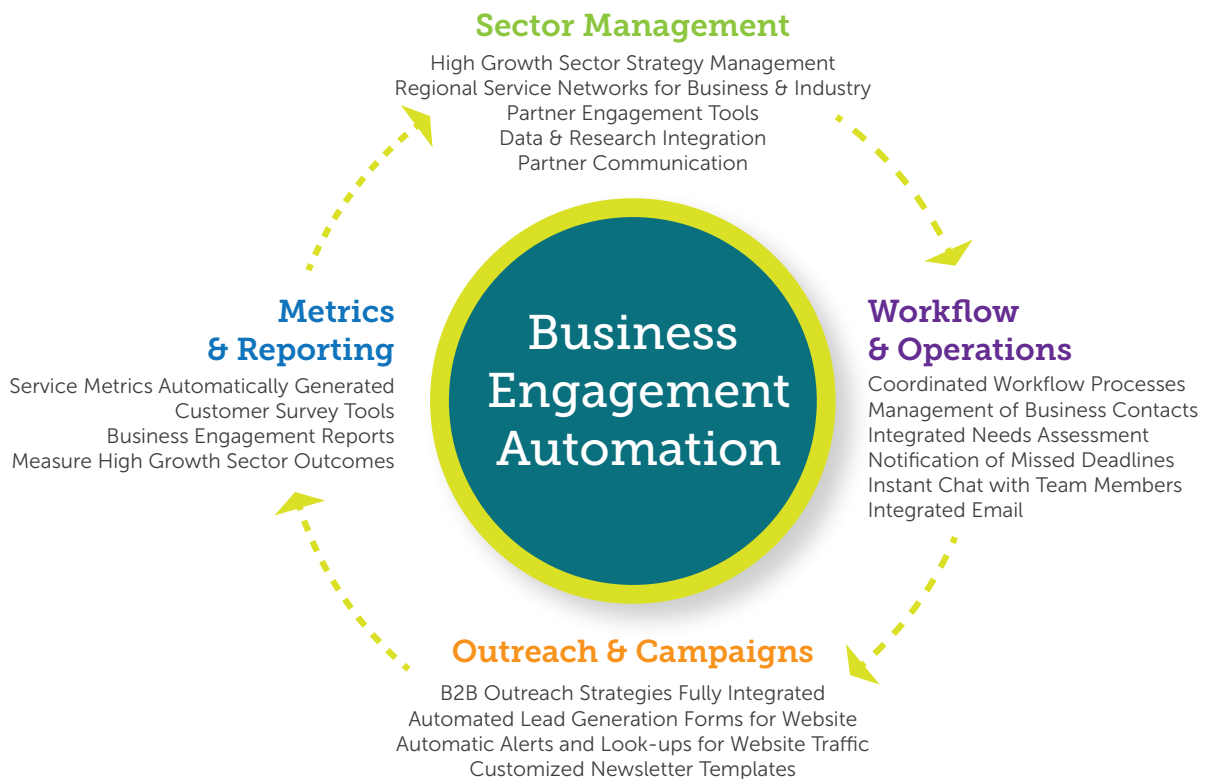 Sector Management
High Growth Sector Strategy Management
Regional Service Networks for Business & Industry
Partner Engagement Tools
Data & Research Integration
Partner Communication
Business
Engagement
Automation
Workflow
& Operations
Coordinated Workflow Processes
Management of Business Contacts
Integrated Needs Assessment
Notification of Missed Deadlines
Instant Chat with Team Members
Integrated Email
Outreach & Campaigns
B2B Outreach Strategies Fully Integrated
Automated Lead Generation Forms for Website
Automatic Alerts and Look-ups for Website Traffic
Customized Newsletter Templates
Metrics
& Reporting
Service Metrics Automatically Generated
Customer Survey Tools
Business Engagement Reports
Measure High Growth Sector Outcomes